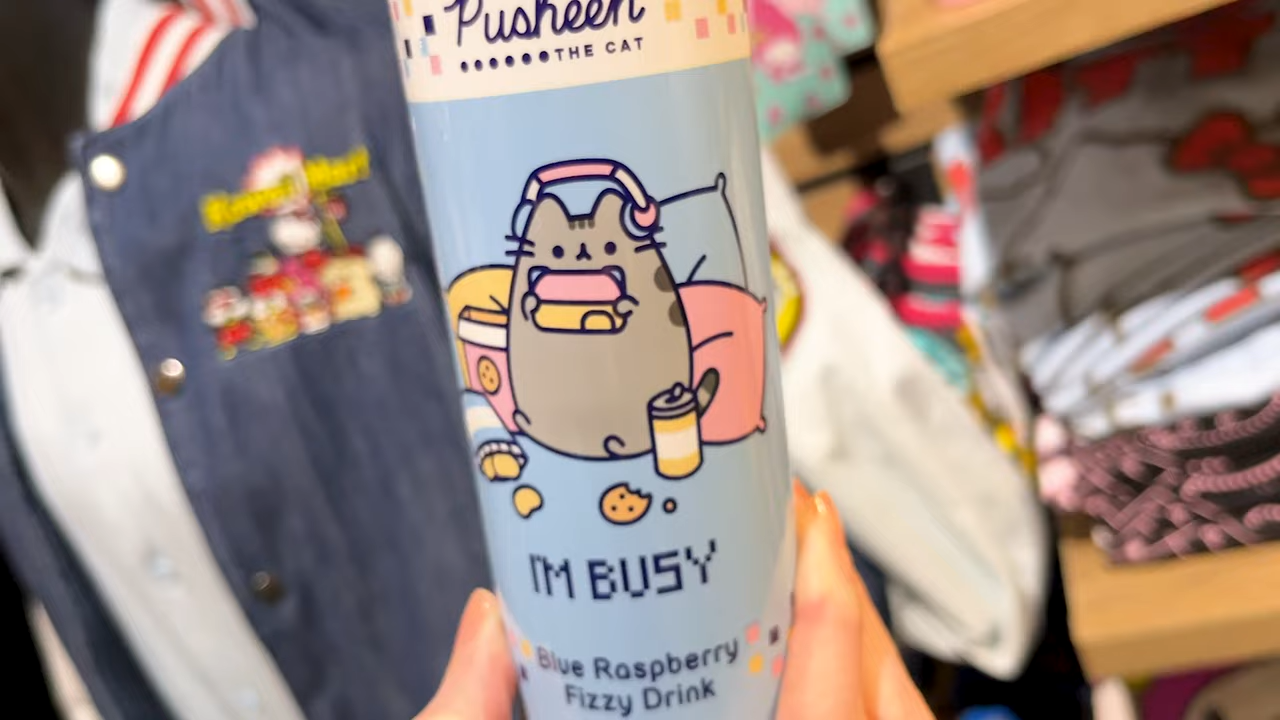 Pusheen
THE CAT
I'M BUSY
Blue Raspberry
Fizzy Drink